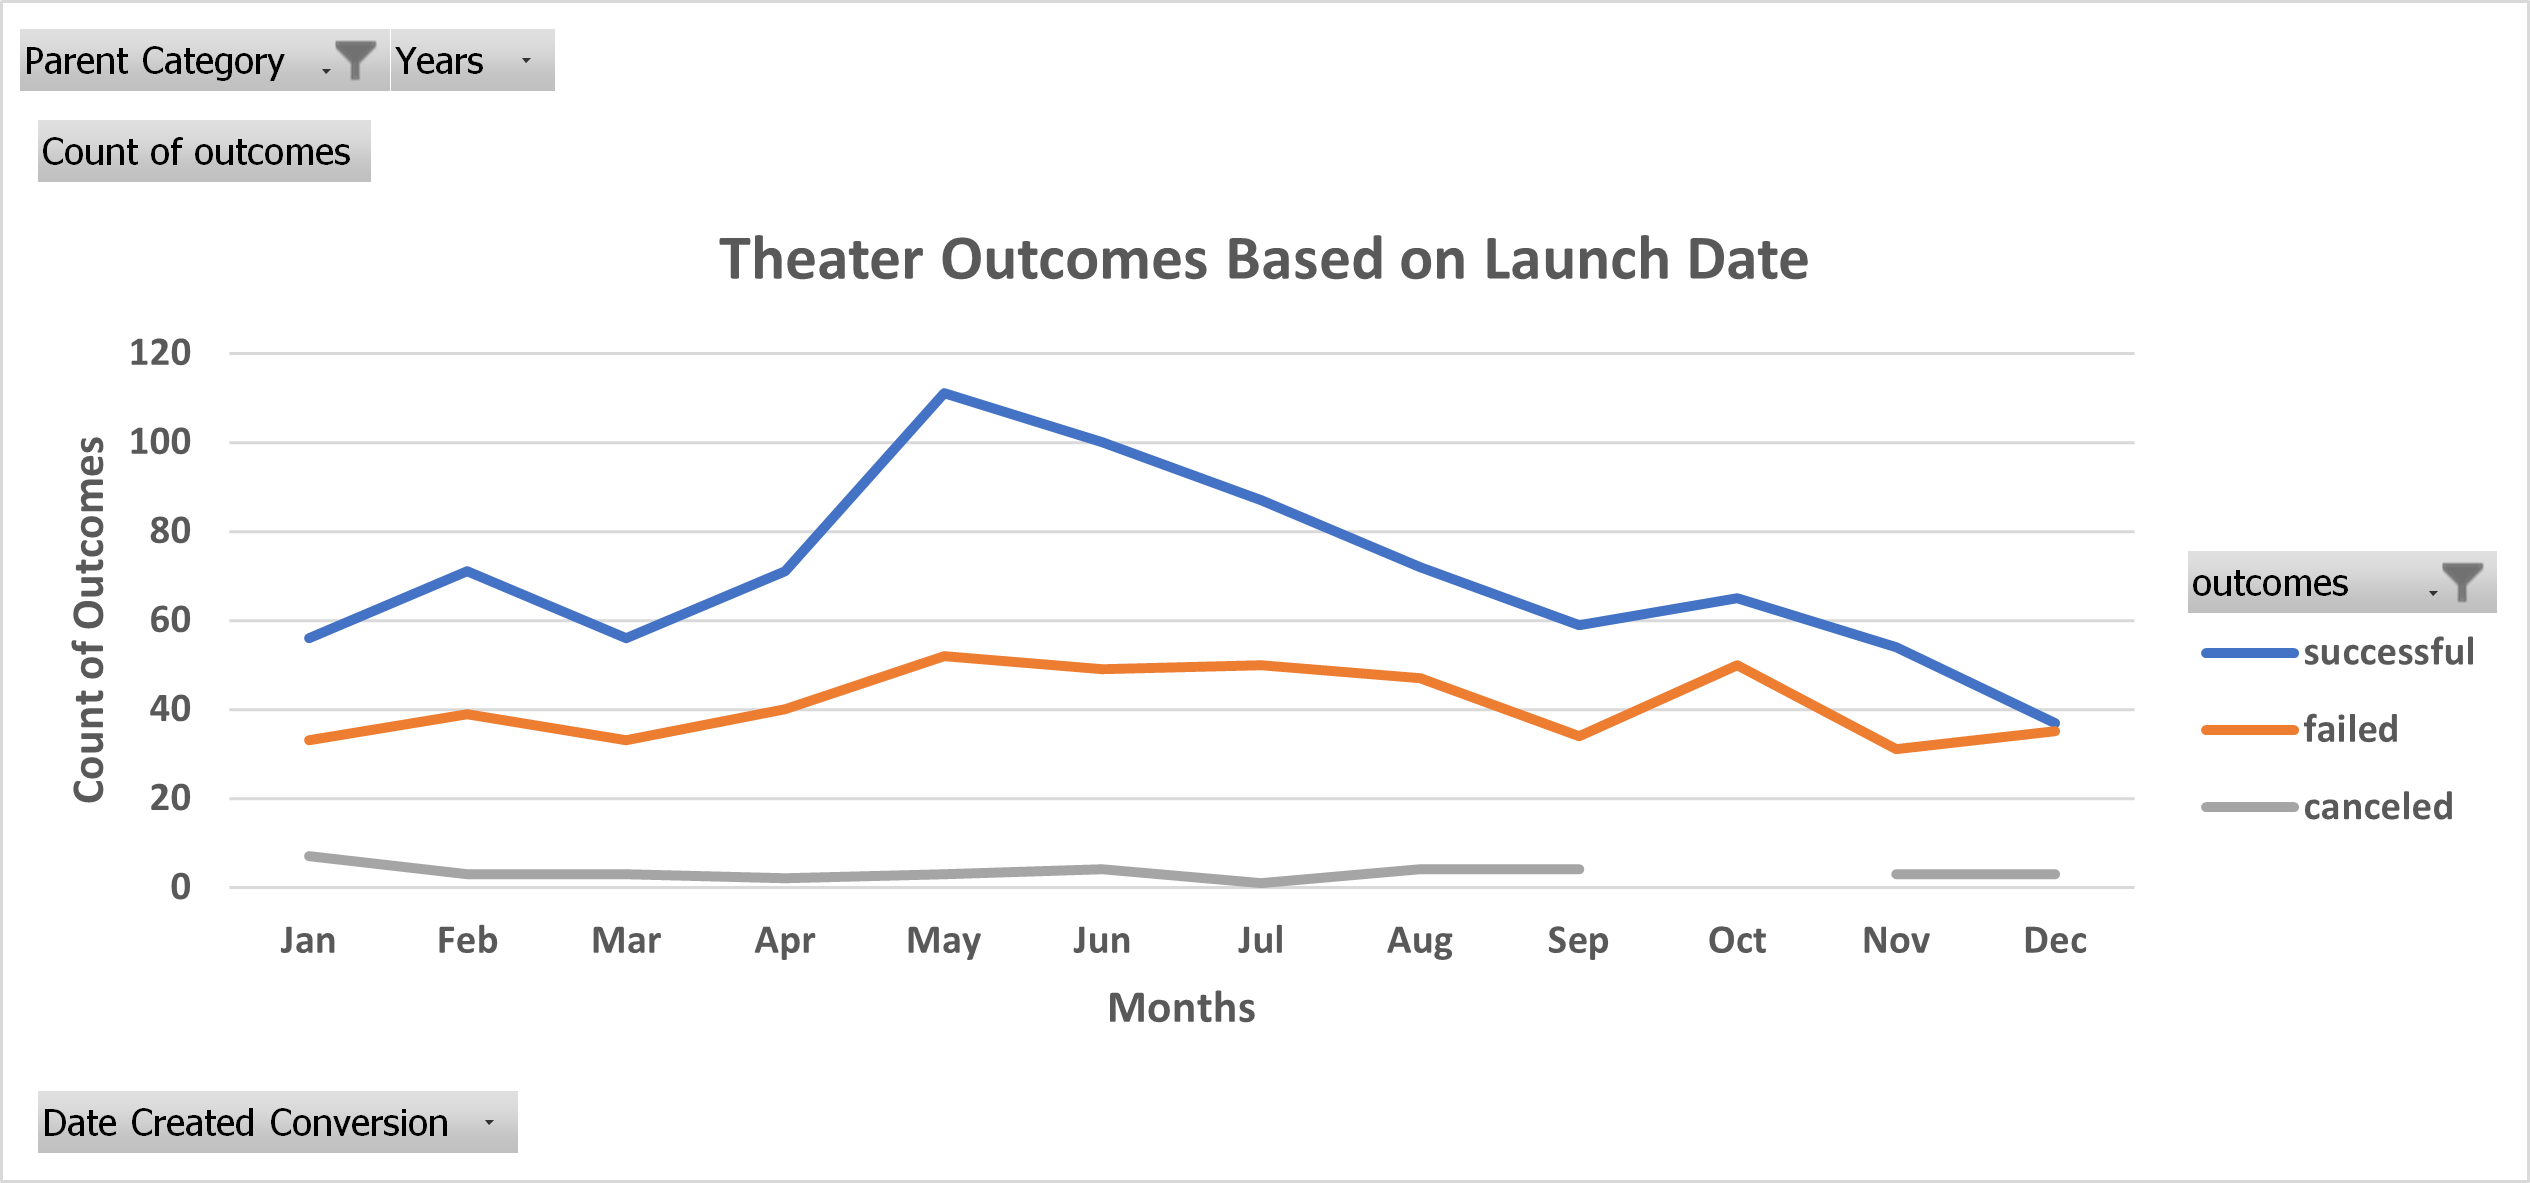 Parent Category Years
Count of outcomes
Theater Outcomes Based on Launch Date
120
100
80
60
40
20
0
Count of Outcomes
Jan Feb Mar Apr May Jun Jul Aug Sep Oct Nov Dec
Months
outcomes
successful
failed
canceled
Date Created Conversion